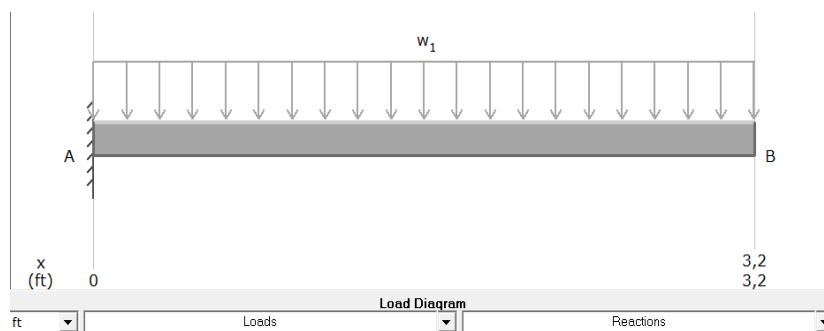 w1
A B
x 3,2
(ft) 0 3,2
Load Diagram
ft Loads Reactions